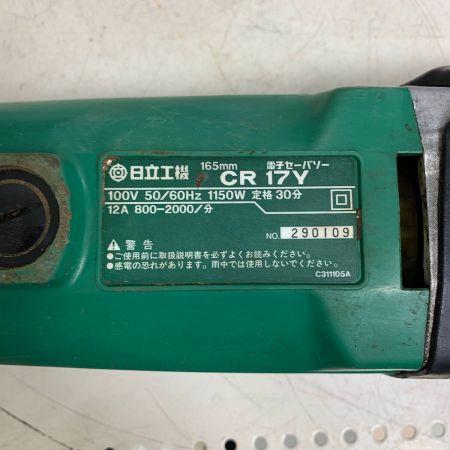 日立工機 165mm 電子セーバソー CR 17Y
100V 50/60Hz 1150W 定格 30分
12A 800-2000/分
NO. 290109
警告
●ご使用前に取扱説明書を必ずよくお読みください。
●感電の恐れがあります。雨中では使用しないでください。
C311105A